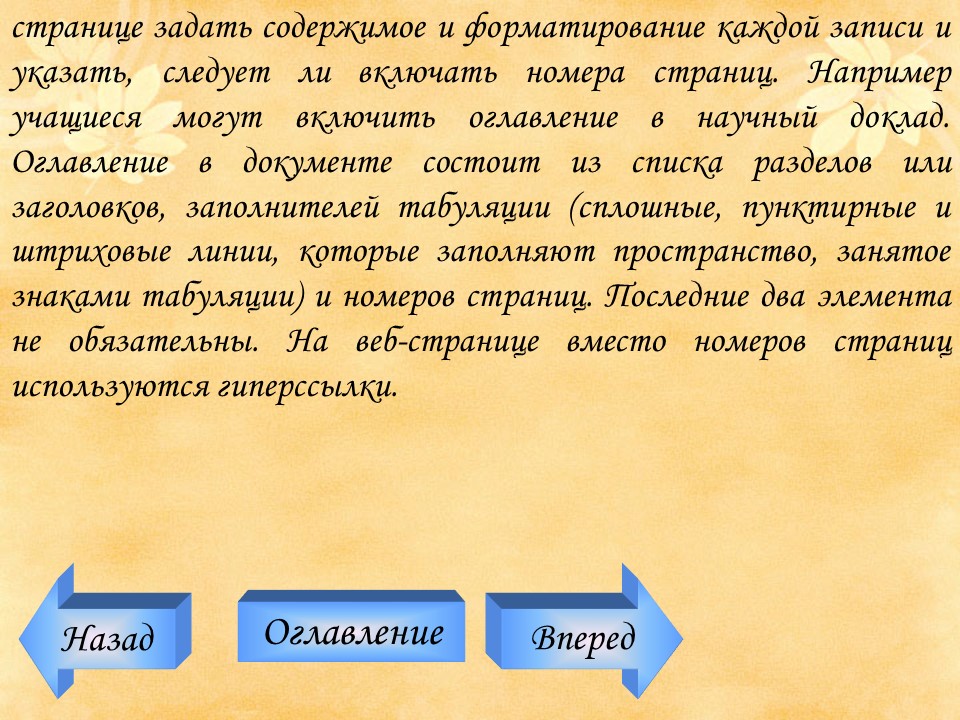 странице задать содержимое и форматирование каждой записи и
указать, следует ли включать номера страниц. Например
учащиеся могут включить оглавление в научный доклад.
Оглавление в документе состоит из списка разделов или
заголовков, заполнителей табуляции (сплошные, пунктирные и
штриховые линии, которые заполняют пространство, занятое
знаками табуляции) и номеров страниц. Последние два элемента
не обязательны. На веб-странице вместо номеров страниц
используются гиперссылки.
Назад
Оглавление
Вперед